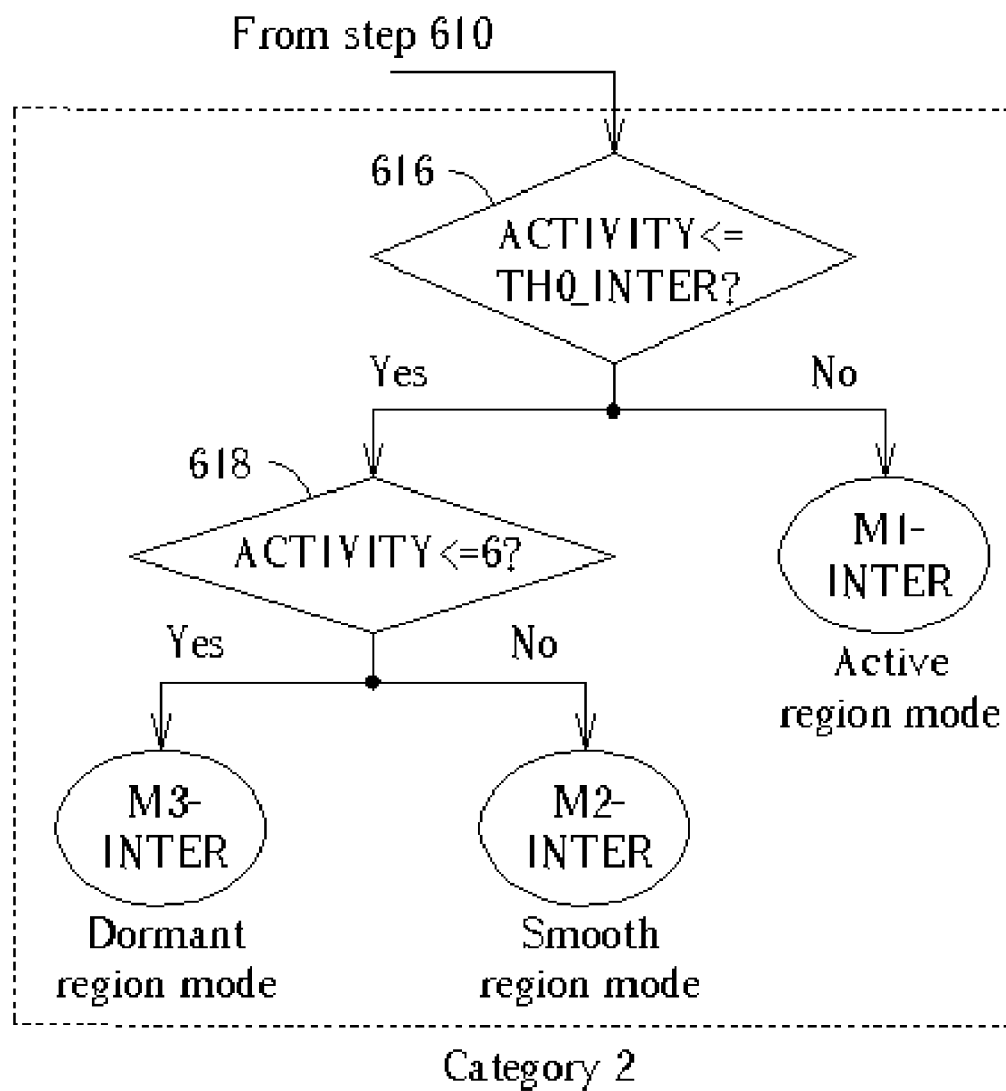 From step 610
616
ACTIVITY<=
TH0_INTER?
Yes
No
618
ACTIVITY<=6?
M1-
INTER
Yes
No
Active
region mode
M3-
INTER
M2-
INTER
Dormant
region mode
Smooth
region mode
Category 2